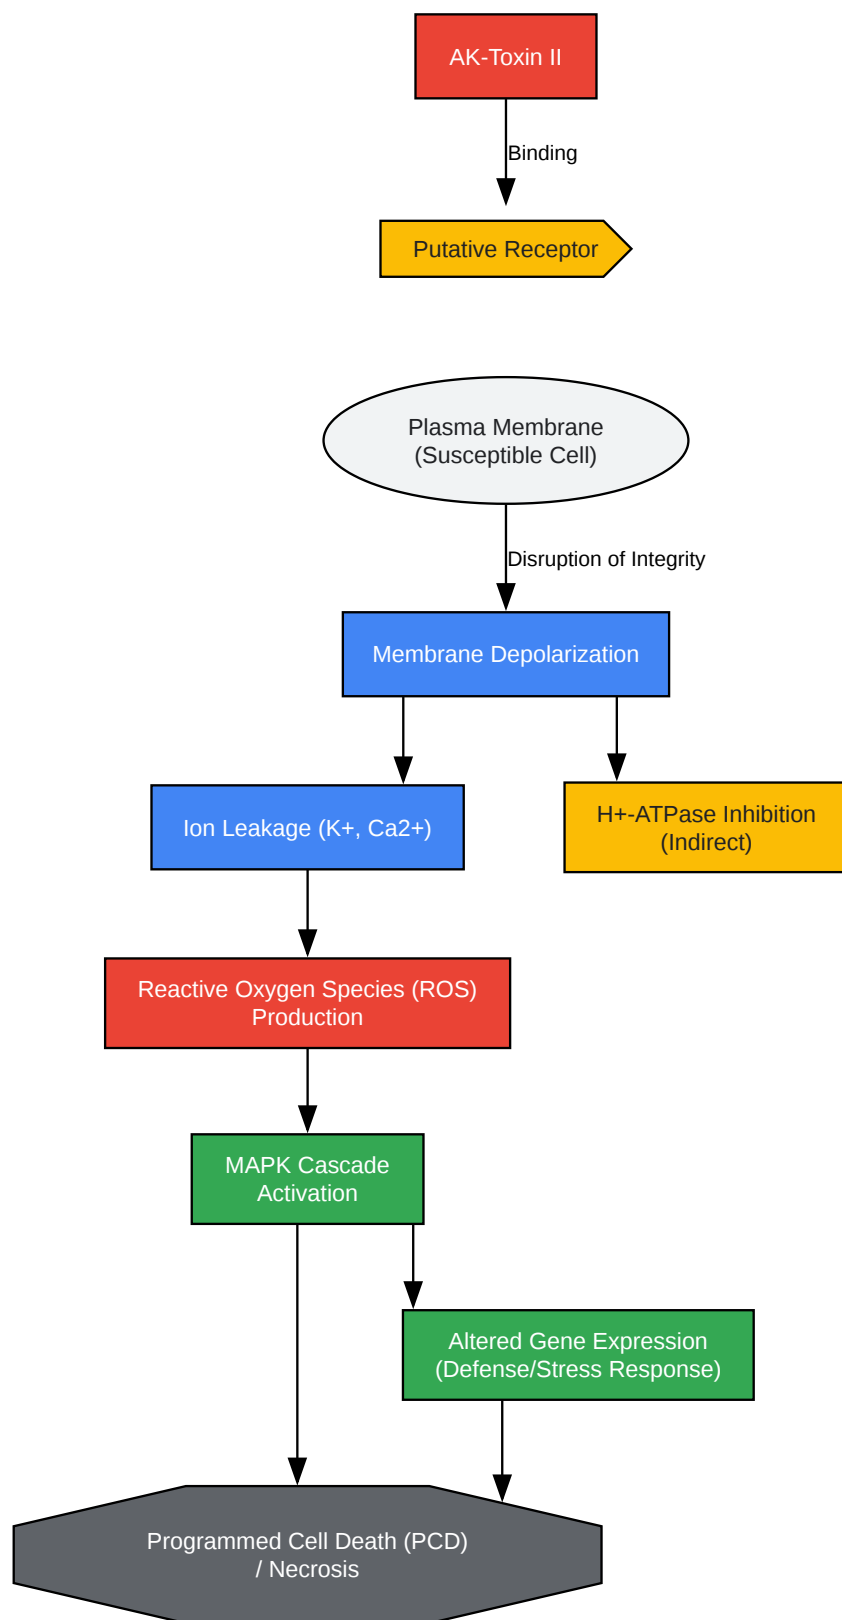 AK-Toxin II
Binding
Putative Receptor
Plasma Membrane
(Susceptible Cell)
Disruption of Integrity
Membrane Depolarization
Ion Leakage (K+, Ca2+)
H+-ATPase Inhibition
(Indirect)
Reactive Oxygen Species (ROS)
Production
MAPK Cascade
Activation
Altered Gene Expression
(Defense/Stress Response)
Programmed Cell Death (PCD)
/ Necrosis